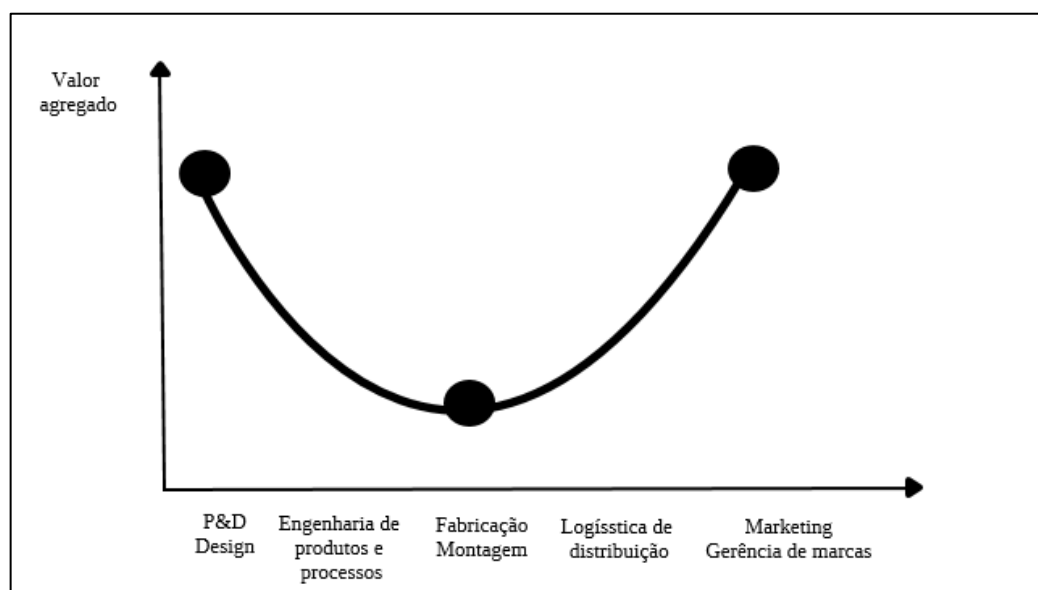 Valor
agregado
P&D
Design
Engenharia de
produtos e
processos
Fabricação
Montagem
Logísstica de
distribuição
Marketing
Gerência de marcas